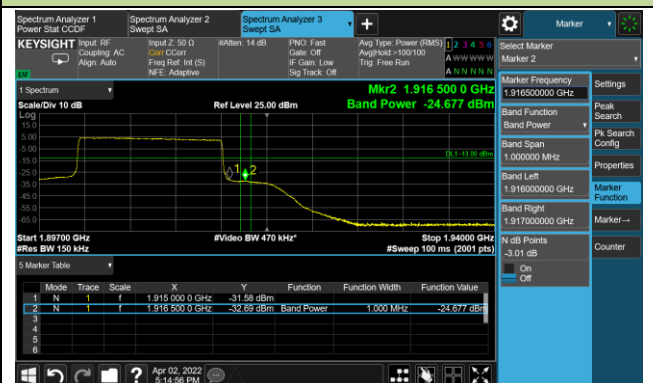 Spectrum Analyzer 1
Power Stat CCDF
Spectrum Analyzer 2
Swept SA
Spectrum Analyzer 3
Swept SA
+
Marker
KEYSIGHT
Input: RF
Coupling: AC
Align: Auto
Input Z: 50 Ω
Corr CCorr
Freq Ref: Int (S)
NFE: Adaptive
#Atten: 14 dB
PNO: Fast
Gate: Off
IF Gain: Low
Sig Track: Off
Avg Type: Power (RMS)
Avg|Hold:>100/100
Trig: Free Run
1 2 3 4 5 6
A W W W W W
A N N N N N
Select Marker
Marker 2
1 Spectrum
Scale/Div 10 dB
Log
Ref Level 25.00 dBm
Mkr2 1.916 500 0 GHz
Band Power -24.677 dBm
15.0
5.00
-5.00
-15.0
-25.0
-35.0
-45.0
-55.0
-65.0
DL1 -13.00 dBm
1
2
Start 1.89700 GHz
#Res BW 150 kHz
#Video BW 470 kHz*
Stop 1.94000 GHz
#Sweep 100 ms (2001 pts)
5 Marker Table
Mode Trace Scale X Y Function Function Width Function Value
1 N 1 f 1.915 000 0 GHz -31.58 dBm
2 N 1 f 1.916 500 0 GHz -32.69 dBm Band Power 1.000 MHz -24.677 dBm
3
4
5
6
Marker Frequency
1.916500000 GHz
Band Function
Band Power
Band Span
1.000000 MHz
Band Left
1.916000000 GHz
Band Right
1.917000000 GHz
N dB Points
-3.01 dB
On
Off
Settings
Peak
Search
Pk Search
Config
Properties
Marker
Function
Marker→
Counter
?
Apr 02, 2022
5:14:56 PM